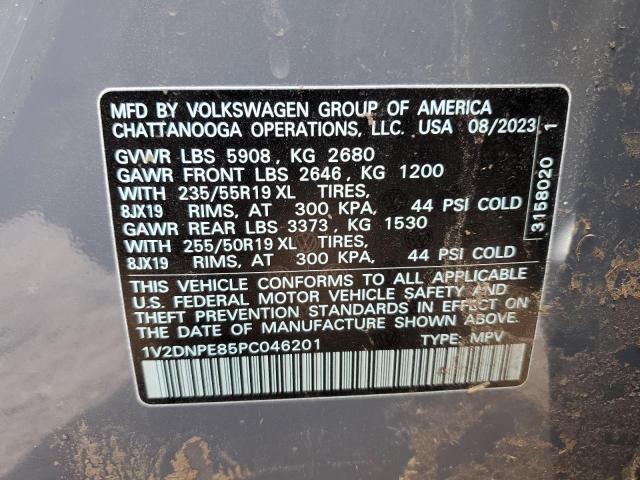 MFD BY VOLKSWAGEN GROUP OF AMERICA
CHATTANOOGA OPERATIONS, LLC. USA 08/2023 1
GVWR LBS 5908, KG 2680
GAWR FRONT LBS 2646, KG 1200
WITH 235/55R19 XL TIRES,
8JX19 RIMS, AT 300 KPA, 44 PSI COLD
GAWR REAR LBS 3373, KG 1530
WITH 255/50R19 XL TIRES,
8JX19 RIMS, AT 300 KPA, 44 PSI COLD
THIS VEHICLE CONFORMS TO ALL APPLICABLE
U.S. FEDERAL MOTOR VEHICLE SAFETY AND
THEFT PREVENTION STANDARDS IN EFFECT ON
THE DATE OF MANUFACTURE SHOWN ABOVE
1V2DNPE85PC046201 TYPE: MPV
3158020